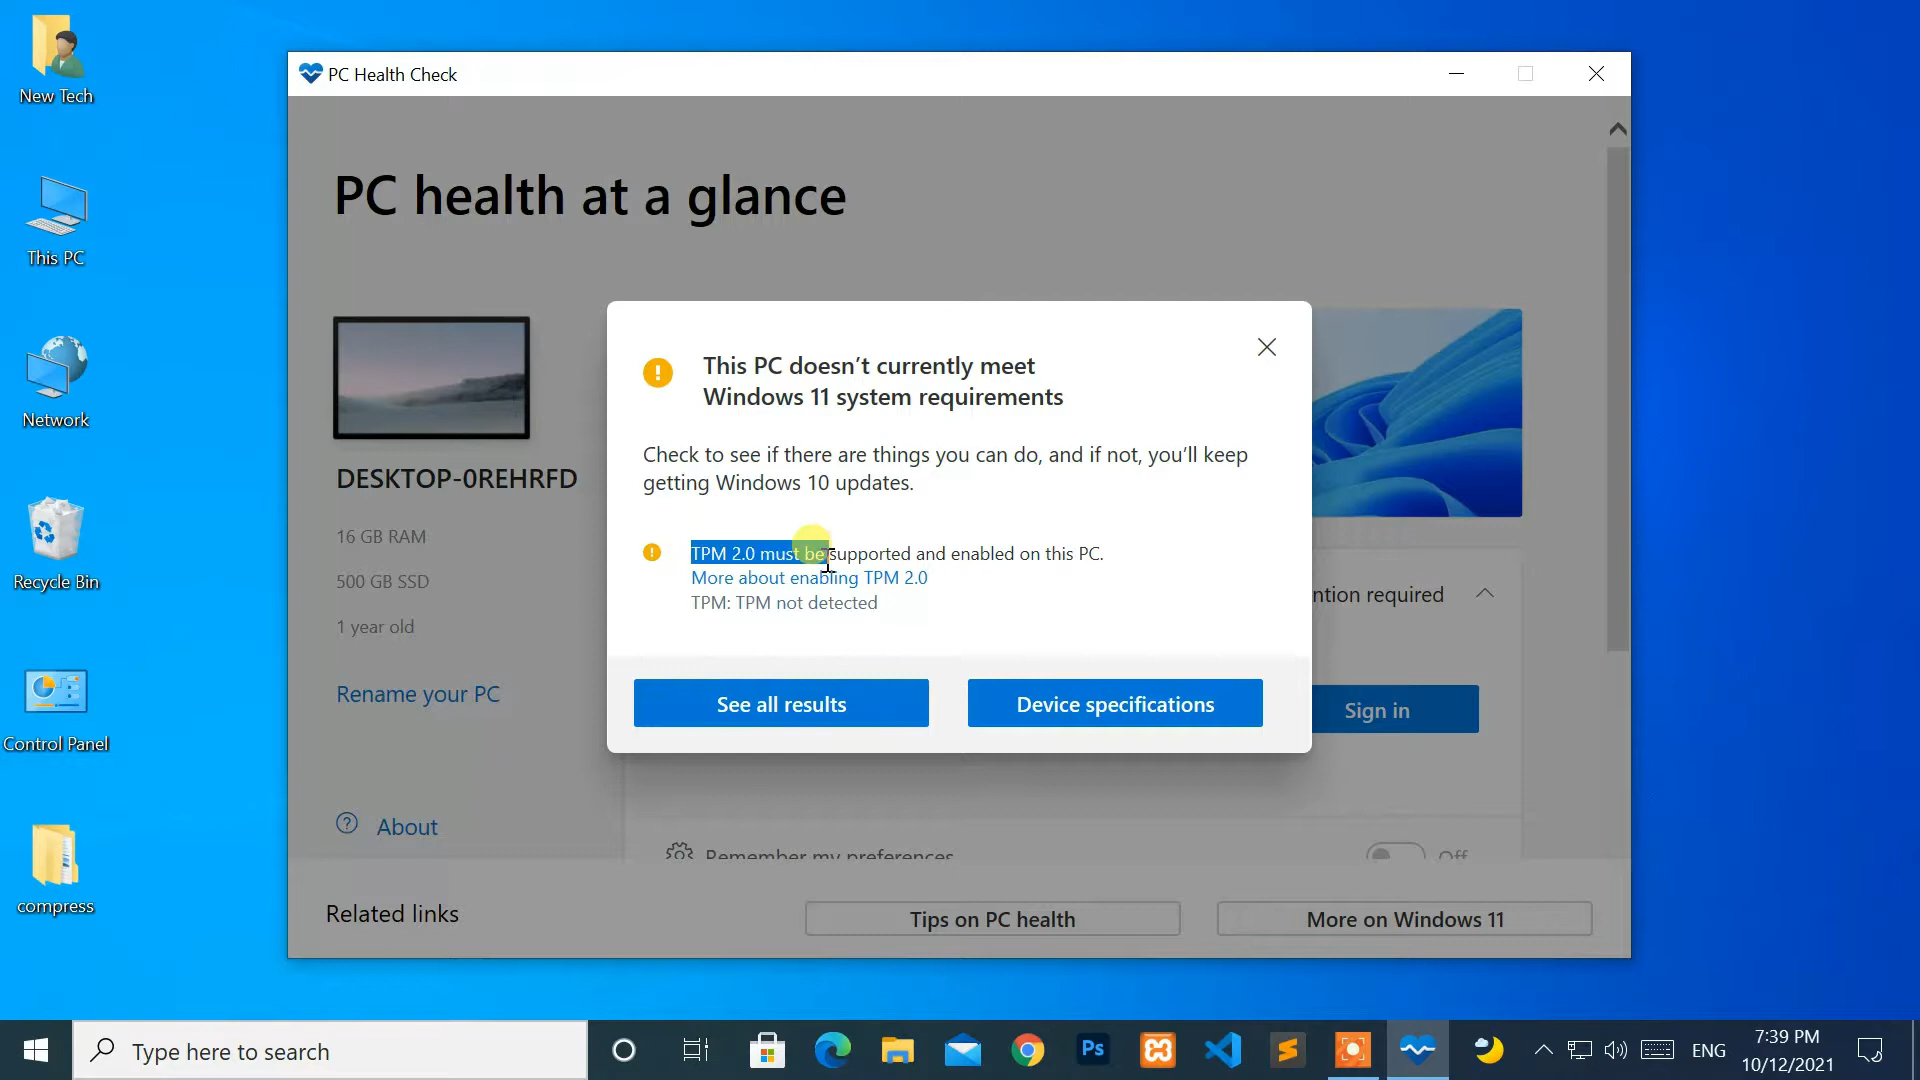 New Tech
This PC
Network
Recycle Bin
Control Panel
compress
PC Health Check
PC health at a glance
DESKTOP-0REHRFD
16 GB RAM
500 GB SSD
1 year old
Rename your PC
About
This PC doesn’t currently meet
Windows 11 system requirements
Check to see if there are things you can do, and if not, you’ll keep
getting Windows 10 updates.
TPM 2.0 must be supported and enabled on this PC.
More about enabling TPM 2.0
TPM: TPM not detected
See all results
Device specifications
ntion required
Sign in
Remember my preferences
Off
Related links
Tips on PC health
More on Windows 11
Type here to search
Ps
ENG
7:39 PM
10/12/2021